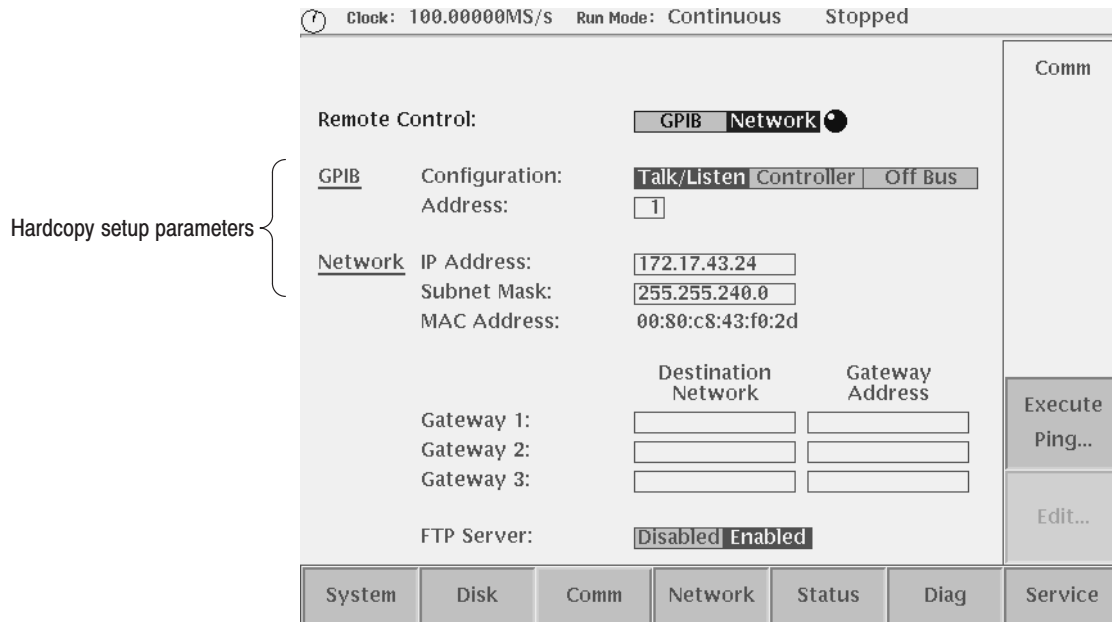 Clock: 100.00000MS/s Run Mode: Continuous Stopped
Comm
Remote Control: GPIB Network
Hardcopy setup parameters
GPIB Configuration: Talk/Listen Controller Off Bus
Address: 1
Network IP Address: 172.17.43.24
Subnet Mask: 255.255.240.0
MAC Address: 00:80:c8:43:f0:2d
Destination Network Gateway Address
Gateway 1:
Gateway 2:
Gateway 3:
Execute
Ping...
Edit...
FTP Server: Disabled Enabled
System Disk Comm Network Status Diag Service